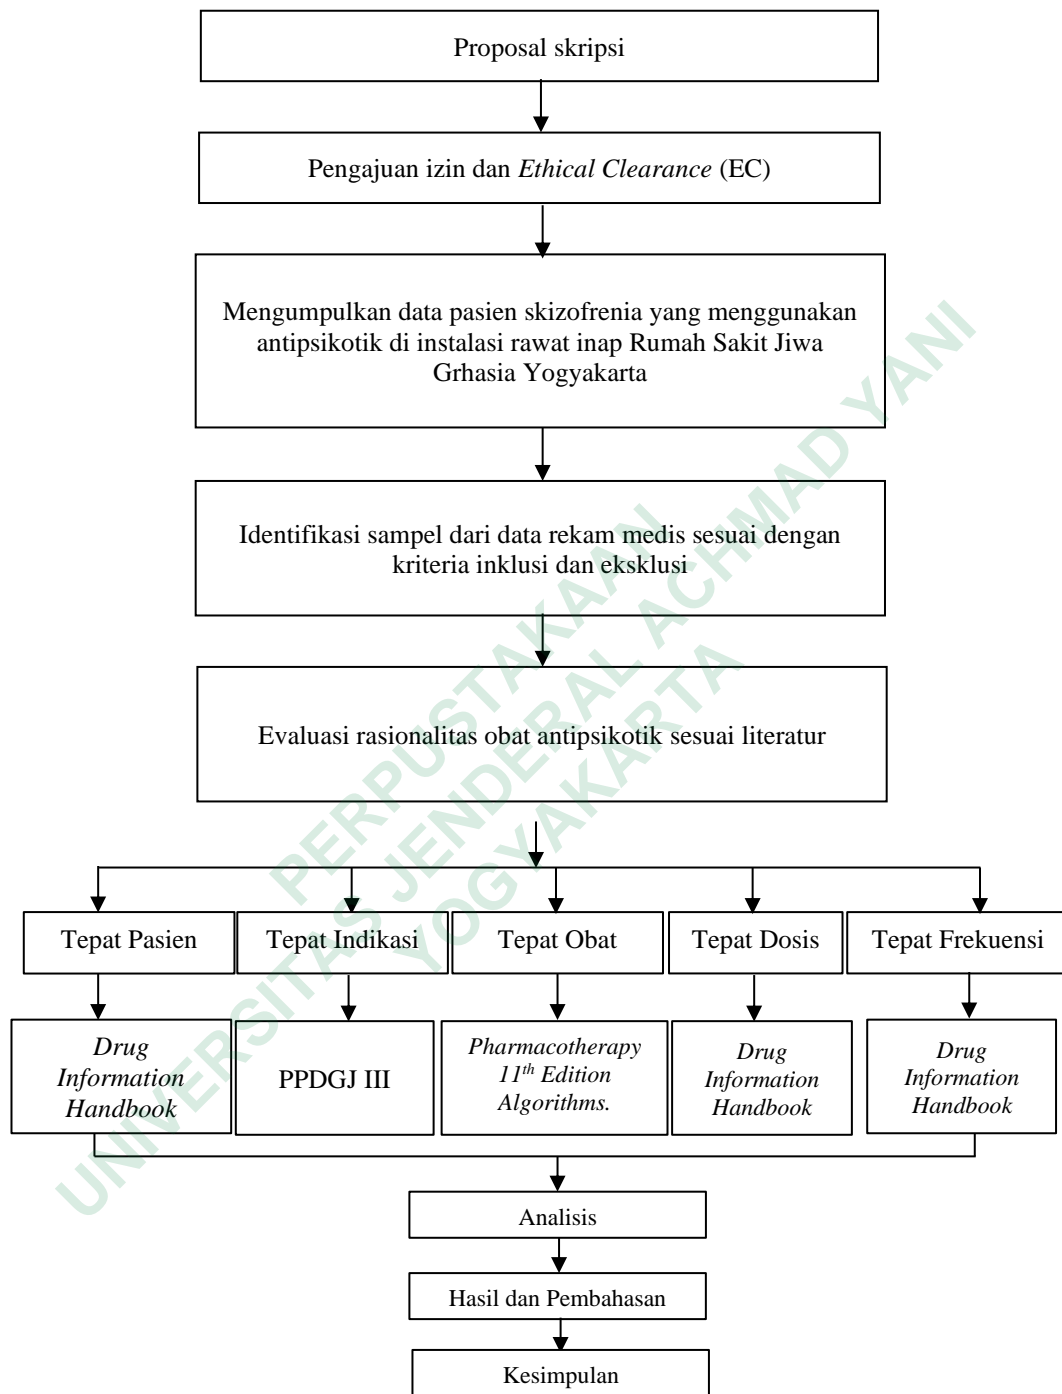 Proposal skripsi
Pengajuan izin dan Ethical Clearance (EC)
Mengumpulkan data pasien skizofrenia yang menggunakan
antipsikotik di instalasi rawat inap Rumah Sakit Jiwa
Grhasia Yogyakarta
Identifikasi sampel dari data rekam medis sesuai dengan
kriteria inklusi dan eksklusi
Evaluasi rasionalitas obat antipsikotik sesuai literatur
Tepat Pasien
Tepat Indikasi
Tepat Obat
Tepat Dosis
Tepat Frekuensi
Drug
Information
Handbook
PPDGJ III
Pharmacotherapy
11th Edition
Algorithms.
Drug
Information
Handbook
Drug
Information
Handbook
Analisis
Hasil dan Pembahasan
Kesimpulan
PERPUSTAKAAN
UNIVERSITAS JENDERAL ACHMAD YANI
YOGYAKARTA